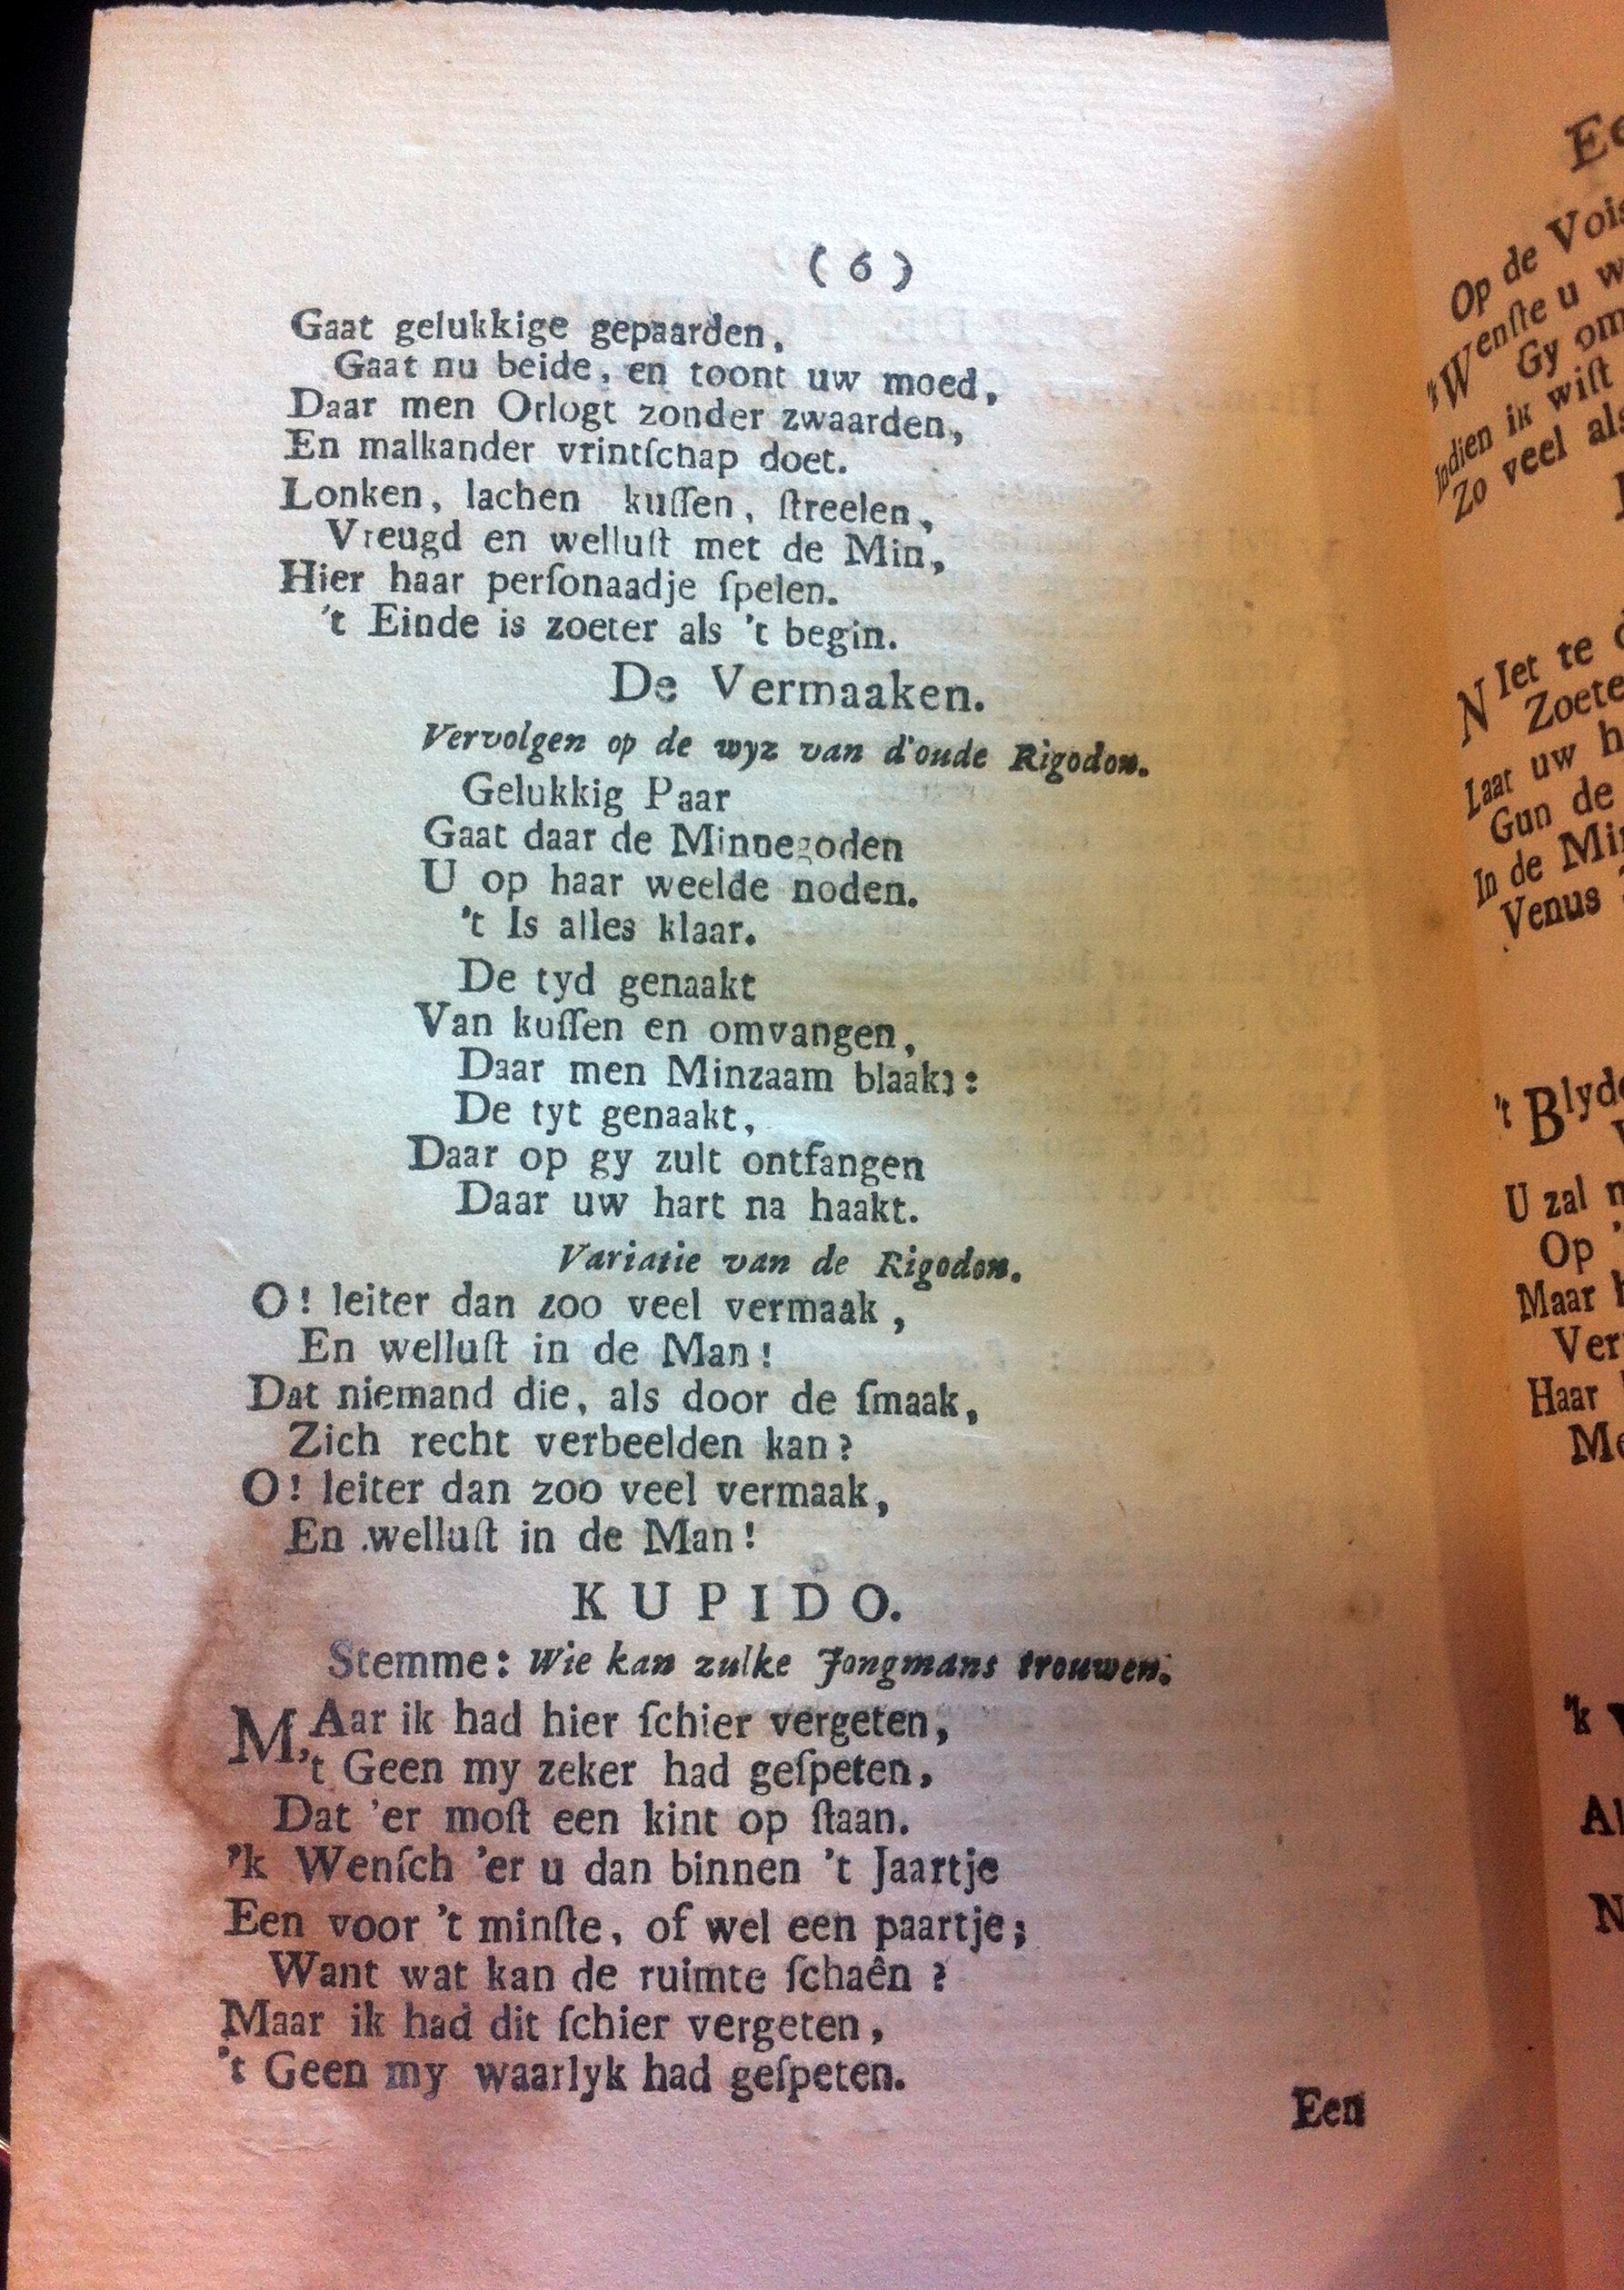 ( 6 )
Gaat gelukkige gepaarden,
Gaat nu beide, en toont uw moed,
Daar men Orlogt zonder zwaarden,
En malkander vrintſchap doet.
Lonken, lachen kuſſen, ſtreelen,
Vreugd en welluſt met de Min,
Hier haar perſonaadje ſpelen.
't Einde is zoeter als 't begin.
De Vermaaken.
Vervolgen op de wyz van d'oude Rigodon.
Gelukkig Paar
Gaat daar de Minnegoden
U op haar weelde noden.
't Is alles klaar.
De tyd genaakt
Van kuſſen en omvangen,
Daar men Minzaam blaakt:
De tyt genaakt,
Daar op gy zult ontfangen
Daar uw hart na haakt.
Variatie van de Rigodon.
O! leiter dan zoo veel vermaak,
En welluſt in de Man!
Dat niemand die, als door de ſmaak,
Zich recht verbeelden kan?
O! leiter dan zoo veel vermaak,
En welluſt in de Man!
KUPIDO.
Stemme: Wie kan zulke Jongmans trouwen.
MAar ik had hier ſchier vergeten,
't Geen my zeker had geſpeten,
Dat 'er moſt een kint op ſtaan.
'k Wenſch 'er u dan binnen 't Jaartje
Een voor 't minſte, of wel een paartje;
Want wat kan de ruimte ſchaên?
Maar ik had dit ſchier vergeten,
't Geen my waarlyk had geſpeten.
Een
Op de
Wenſte u
Gy
Indien ik wiſt
Zo veel
NIet te
Laat uw
Gun de
In de
Venus
't
U zal
Op
Maar
Haar
'k